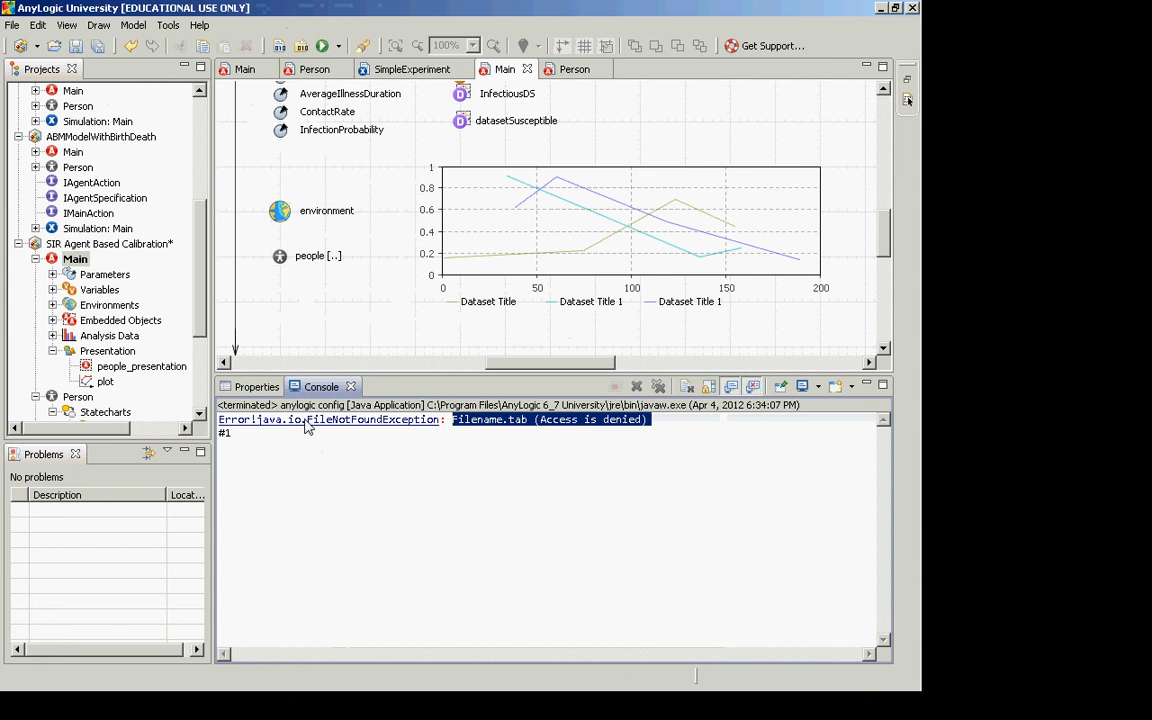 AnyLogic University [EDUCATIONAL USE ONLY]
File Edit View Draw Model Tools Help
100% Get Support...
Projects
Main Person SimpleExperiment Main Person
Main
Person
Simulation: Main
ABMModelWithBirthDeath
Main
Person
IAgentAction
IAgentSpecification
IMainAction
Simulation: Main
SIR Agent Based Calibration*
Main
Parameters
Variables
Environments
Embedded Objects
Analysis Data
Presentation
people_presentation
plot
Person
Statecharts
AverageIllnessDuration
ContactRate
InfectionProbability
InfectiousDS
datasetSusceptible
environment
people [..]
1
0.8
0.6
0.4
0.2
0
0 50 100 150 200
Dataset Title Dataset Title 1 Dataset Title 1
Properties Console
<terminated> anylogic config [Java Application] C:\Program Files\AnyLogic 6_7 University\jre\bin\javaw.exe (Apr 4, 2012 6:34:07 PM)
Error!java.io.FileNotFoundException: Filename.tab (Access is denied)
#1
Problems
No problems
Description Locat...